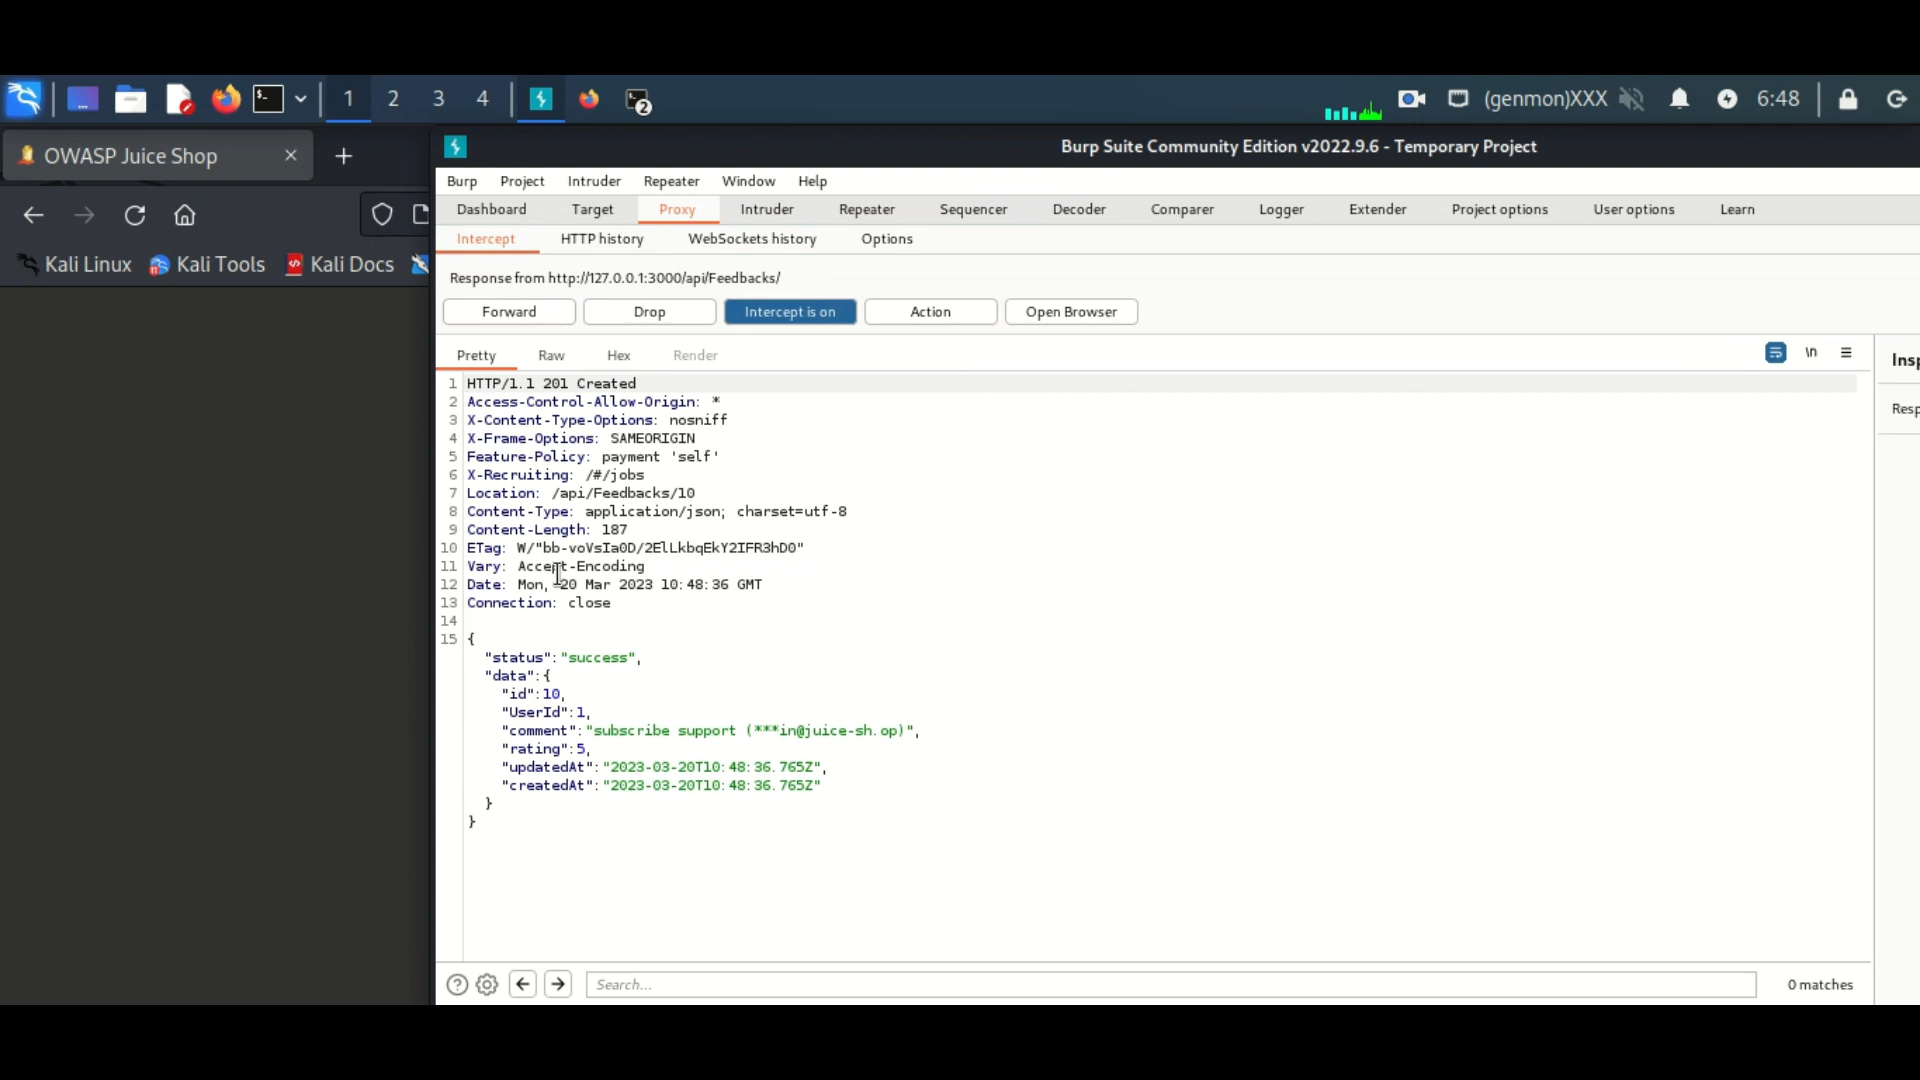 1 2 3 4 2 (genmon)XXX 6:48
OWASP Juice Shop
Burp Suite Community Edition v2022.9.6 - Temporary Project
Burp Project Intruder Repeater Window Help
Dashboard Target Proxy Intruder Repeater Sequencer Decoder Comparer Logger Extender Project options User options Learn
Intercept HTTP history WebSockets history Options
Kali Linux Kali Tools Kali Docs
Response from http://127.0.0.1:3000/api/Feedbacks/
Forward Drop Intercept is on Action Open Browser
Pretty Raw Hex Render \n
Insp
1 HTTP/1.1 201 Created
2 Access-Control-Allow-Origin: *
Resp
3 X-Content-Type-Options: nosniff
4 X-Frame-Options: SAMEORIGIN
5 Feature-Policy: payment 'self'
6 X-Recruiting: /#/jobs
7 Location: /api/Feedbacks/10
8 Content-Type: application/json; charset=utf-8
9 Content-Length: 187
10 ETag: W/"bb-voVsIa0D/2ElLkbqEkY2IFR3hD0"
11 Vary: Accept-Encoding
12 Date: Mon, 20 Mar 2023 10:48:36 GMT
13 Connection: close
14
15 {
"status":"success",
"data":{
"id":10,
"UserId":1,
"comment":"subscribe support (***in@juice-sh.op)",
"rating":5,
"updatedAt":"2023-03-20T10:48:36.765Z",
"createdAt":"2023-03-20T10:48:36.765Z"
}
}
Search... 0 matches